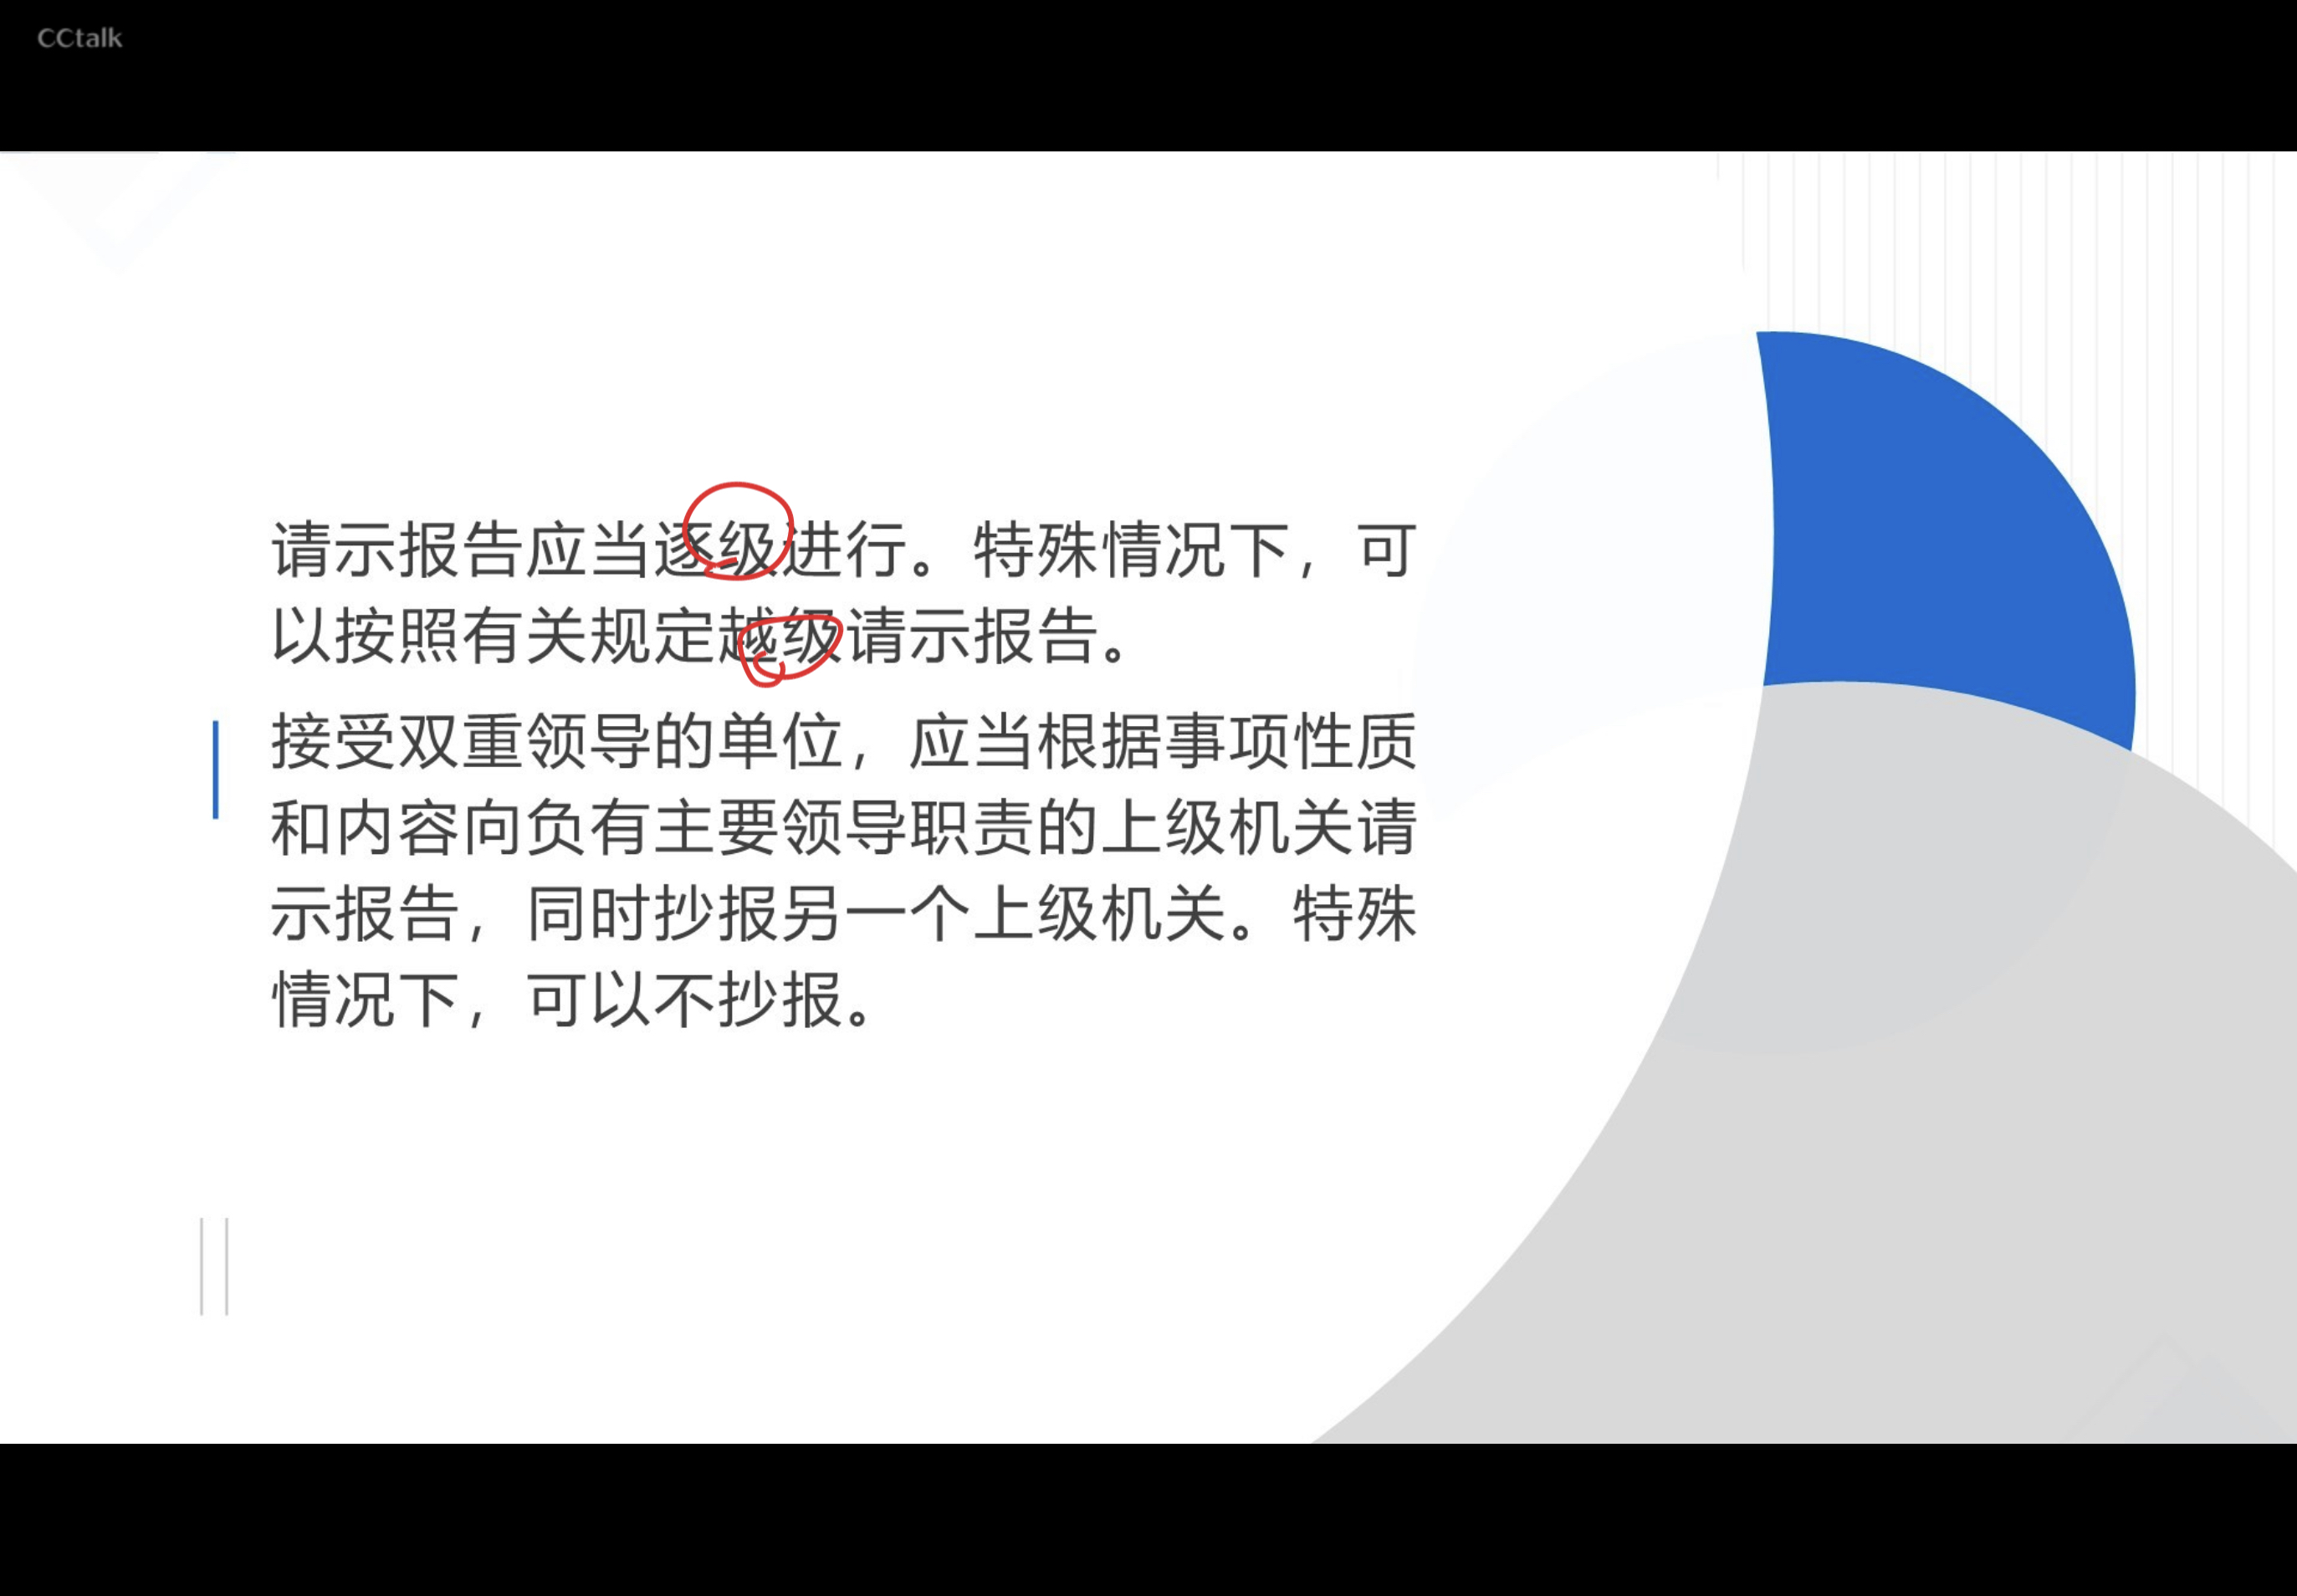 CCtalk
请示报告应当逐级进行。特殊情况下，可
以按照有关规定越级请示报告。
接受双重领导的单位，应当根据事项性质
和内容向负有主要领导职责的上级机关请
示报告，同时抄报另一个上级机关。特殊
情况下，可以不抄报。